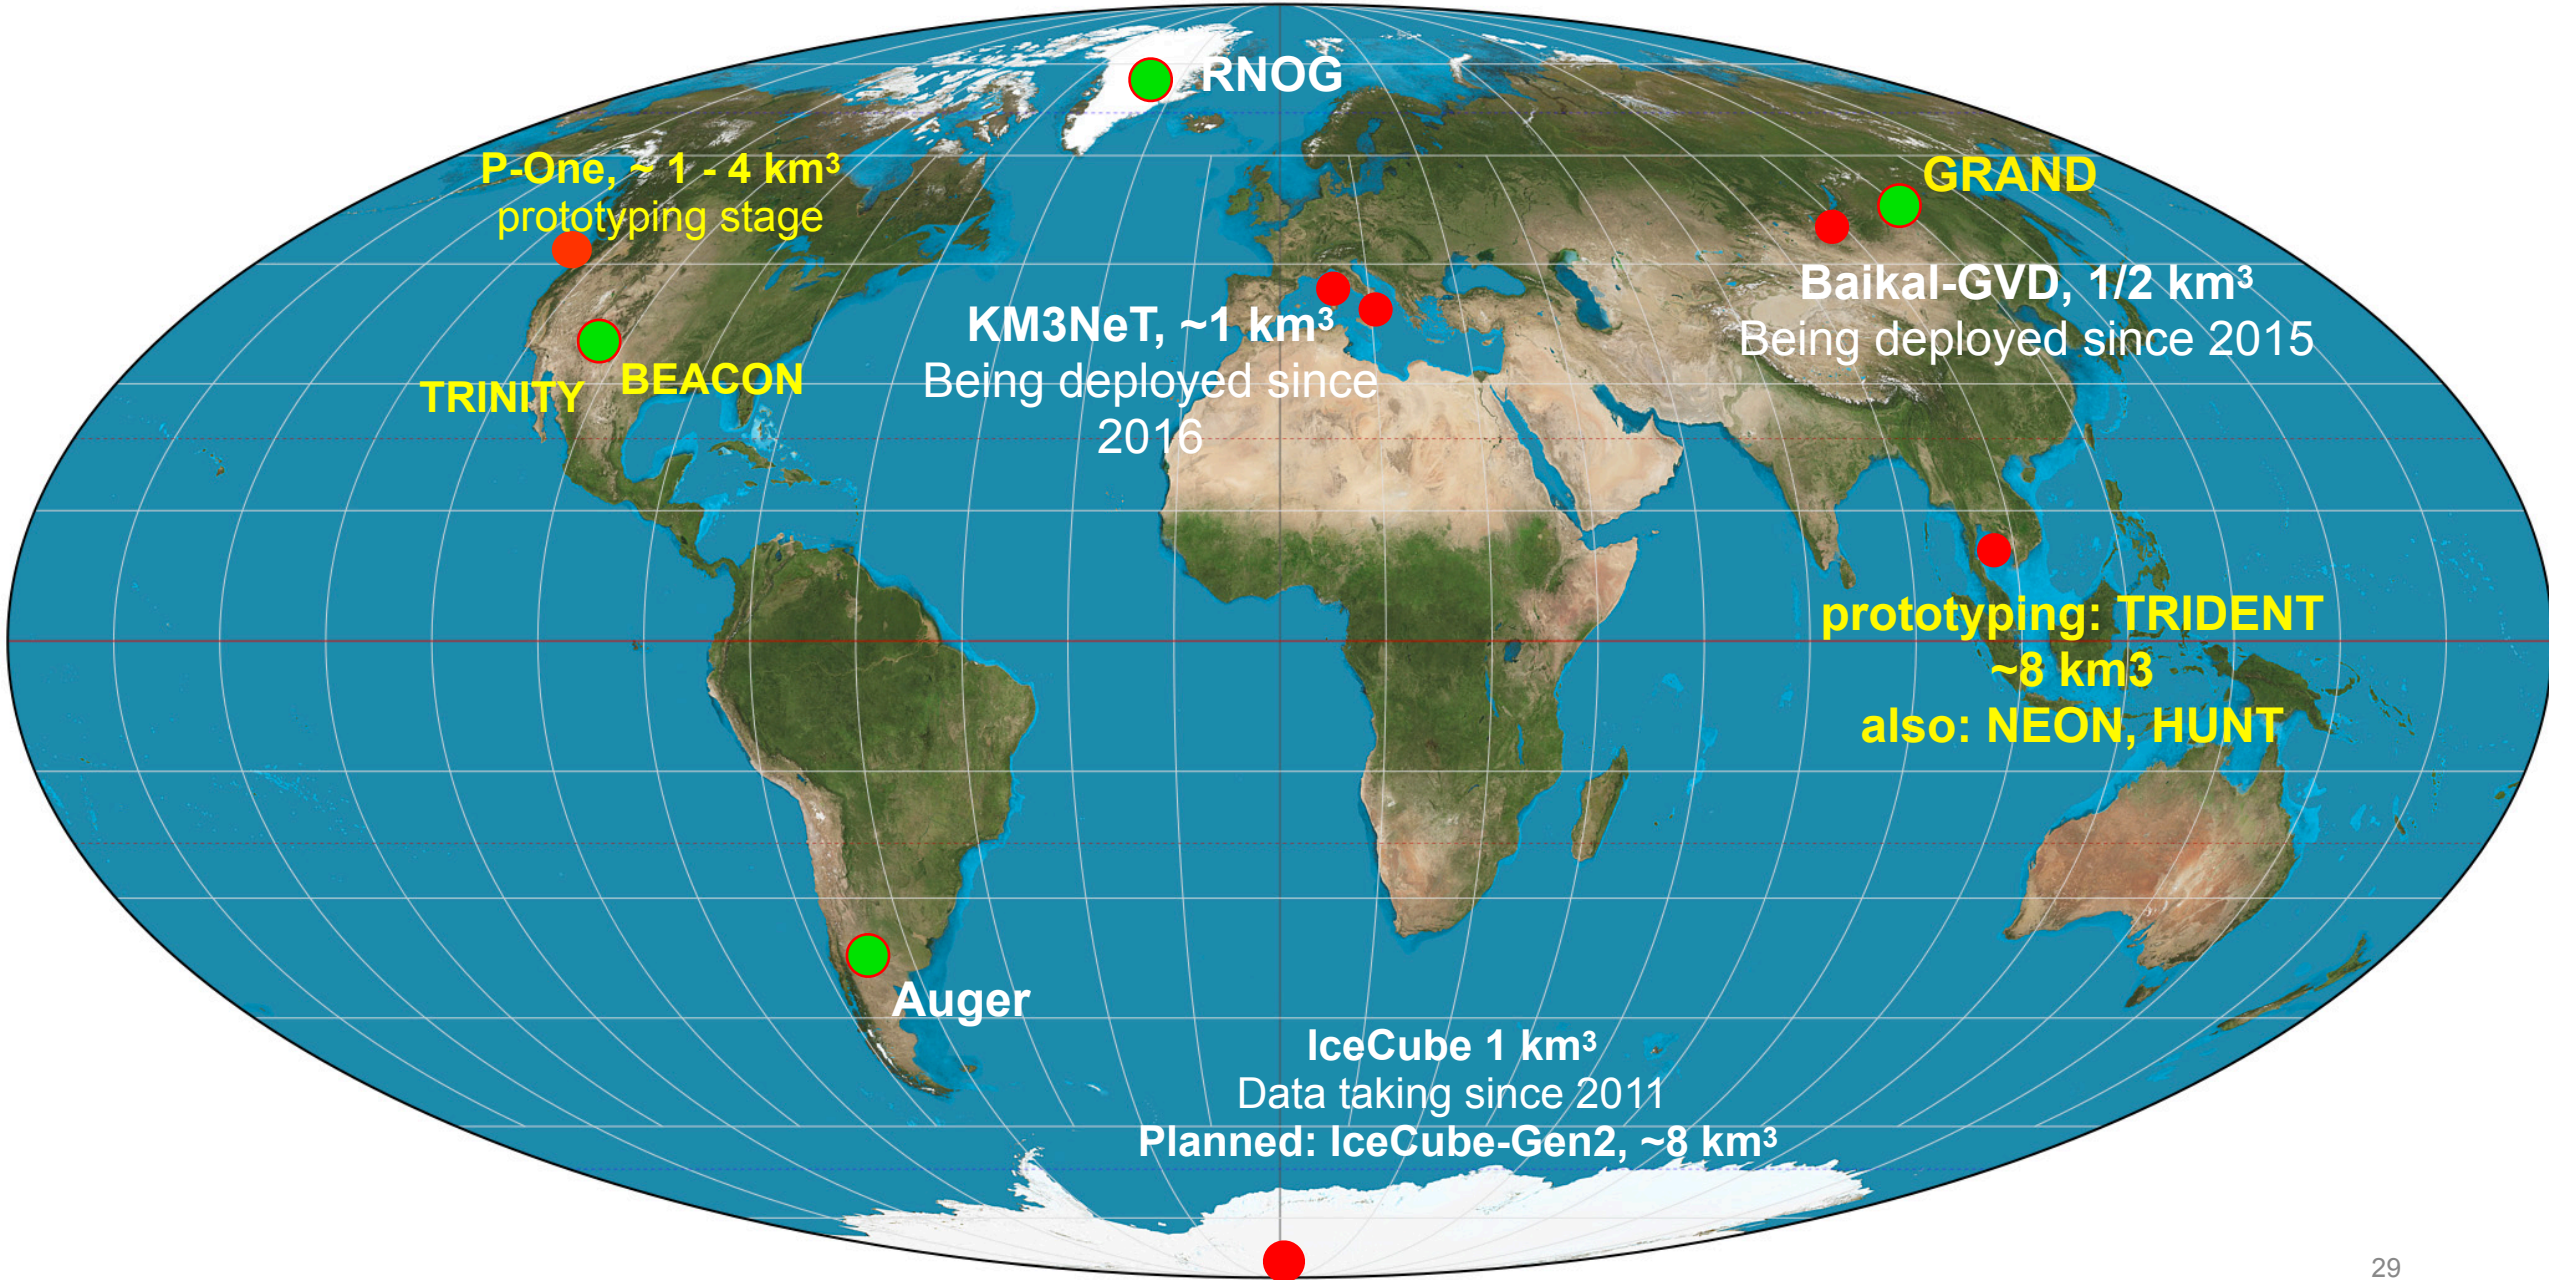 RNOG
P-One, ~ 1 - 4 km³
prototyping stage
GRAND
Baikal-GVD, 1/2 km³
Being deployed since 2015
KM3NeT, ~1 km³
Being deployed since
2016
TRINITY
BEACON
prototyping: TRIDENT
~8 km3
also: NEON, HUNT
Auger
IceCube 1 km³
Data taking since 2011
Planned: IceCube-Gen2, ~8 km³
29